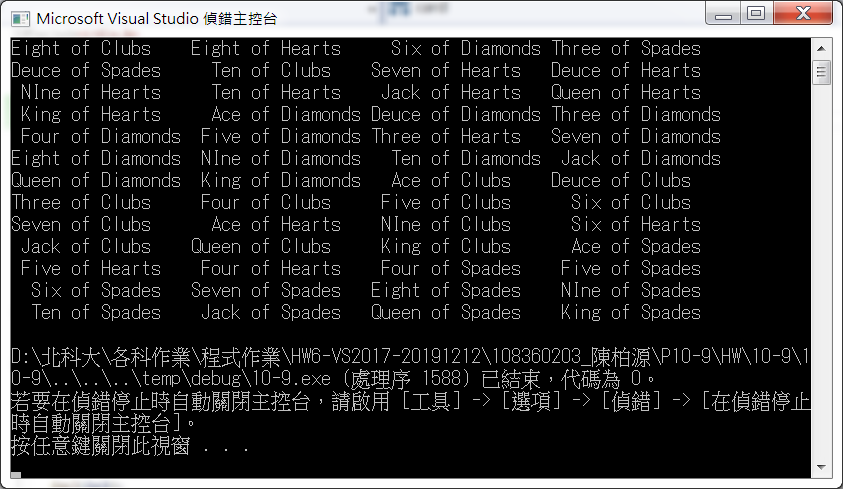 Microsoft Visual Studio 偵錯主控台
Eight of Clubs Eight of Hearts Six of Diamonds Three of Spades
Deuce of Spades Ten of Clubs Seven of Hearts Deuce of Hearts
NIne of Hearts Ten of Hearts Jack of Hearts Queen of Hearts
King of Hearts Ace of Diamonds Deuce of Diamonds Three of Diamonds
Four of Diamonds Five of Diamonds Three of Hearts Seven of Diamonds
Eight of Diamonds NIne of Diamonds Ten of Diamonds Jack of Diamonds
Queen of Diamonds King of Diamonds Ace of Clubs Deuce of Clubs
Three of Clubs Four of Clubs Five of Clubs Six of Clubs
Seven of Clubs Ace of Hearts NIne of Clubs Six of Hearts
Jack of Clubs Queen of Clubs King of Clubs Ace of Spades
Five of Hearts Four of Hearts Four of Spades Five of Spades
Six of Spades Seven of Spades Eight of Spades NIne of Spades
Ten of Spades Jack of Spades Queen of Spades King of Spades
D:\北科大\各科作業\程式作業\HW6-VS2017-20191212\108360203_陳柏源\P10-9\HW\10-9\1
0-9\..\..\..\temp\debug\10-9.exe (處理序 1588) 已結束，代碼為 0。
若要在偵錯停止時自動關閉主控台，請啟用 [工具] -> [選項] -> [偵錯] -> [在偵錯停止
時自動關閉主控台]。
按任意鍵關閉此視窗 . . .